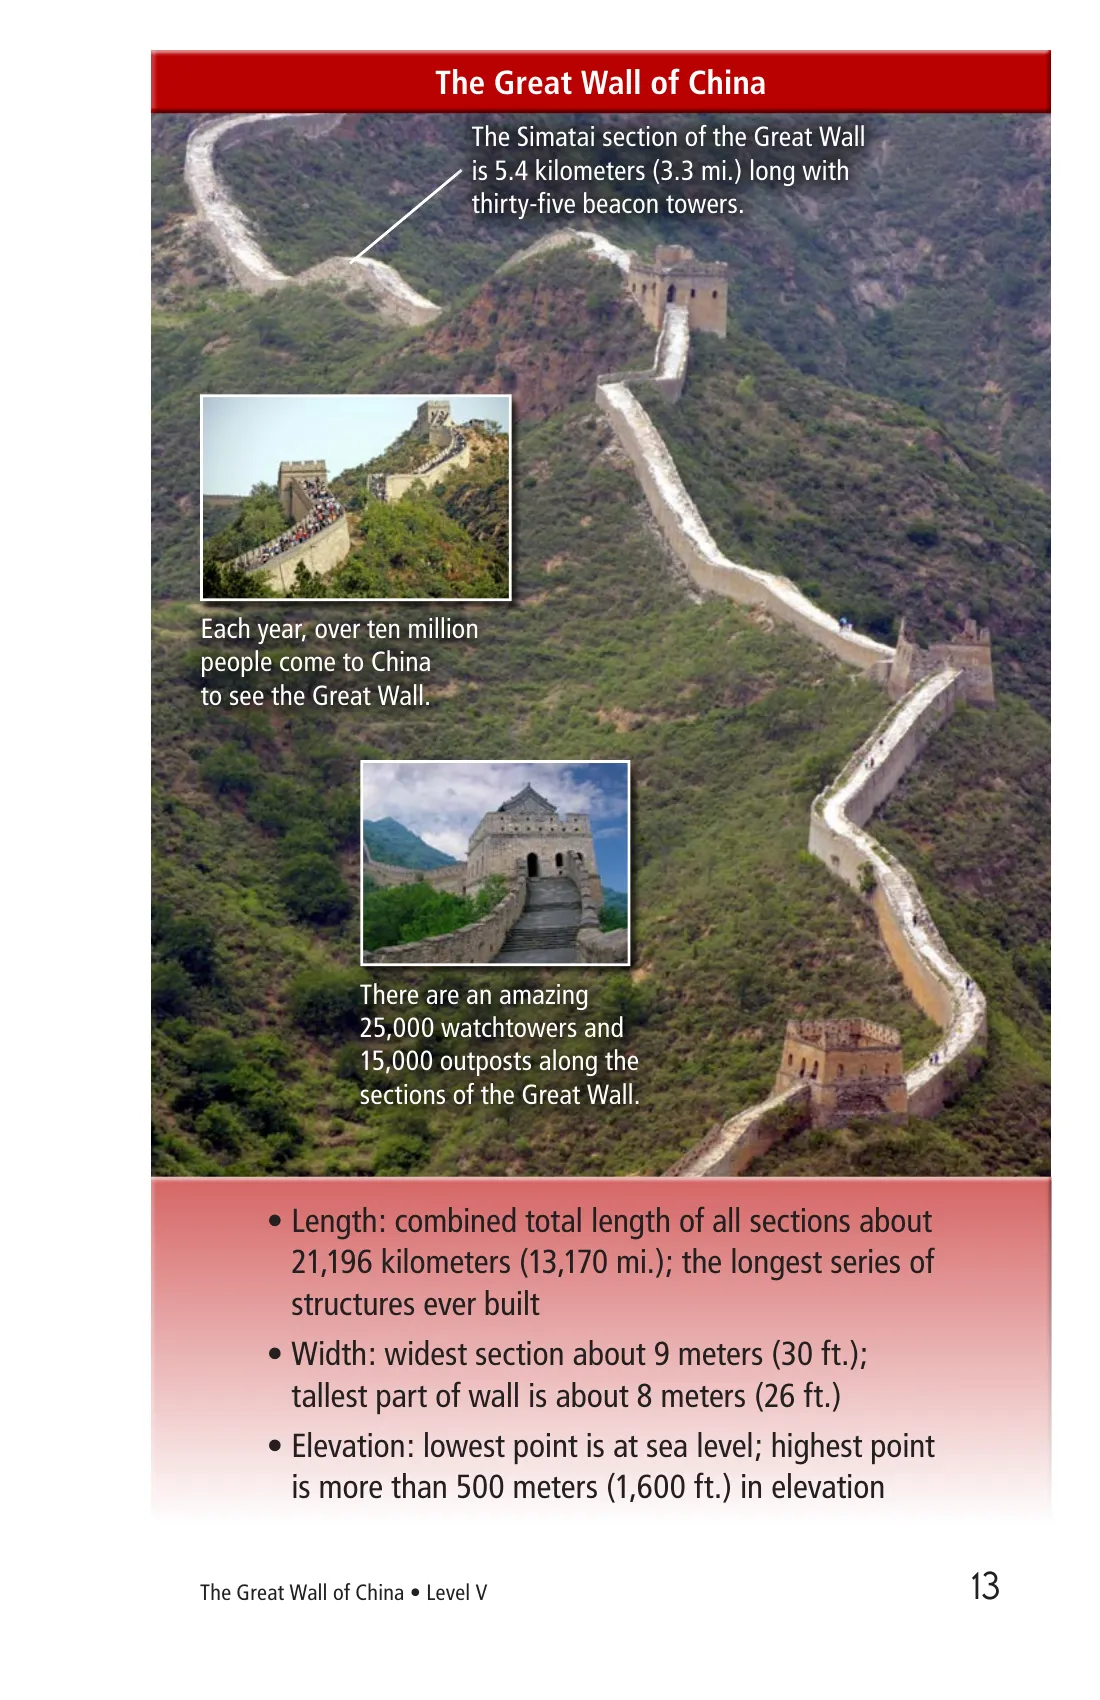 The Great Wall of China
The Simatai section of the Great Wall
is 5.4 kilometers (3.3 mi.) long with
thirty-five beacon towers.
Each year, over ten million
people come to China
to see the Great Wall.
There are an amazing
25,000 watchtowers and
15,000 outposts along the
sections of the Great Wall.
• Length: combined total length of all sections about
21,196 kilometers (13,170 mi.); the longest series of
structures ever built
• Width: widest section about 9 meters (30 ft.);
tallest part of wall is about 8 meters (26 ft.)
• Elevation: lowest point is at sea level; highest point
is more than 500 meters (1,600 ft.) in elevation
The Great Wall of China • Level V
13